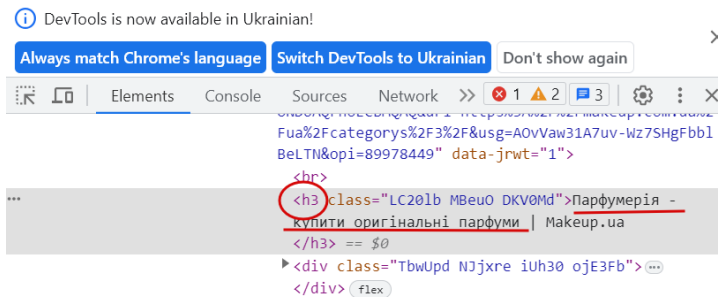 DevTools is now available in Ukrainian!
Always match Chrome's language Switch DevTools to Ukrainian Don't show again
Elements Console Sources Network 1 2 3
Fua%2Fcategorys%2F3%2F&usg=AOvVaw31A7uv-Wz7SHgFbbl
BeLTN&opi=89978449" data-jrwt="1">
<hr>
<h3 class="LC20lb MBeuO DKV0Md">Парфумерія -
купити оригінальні парфуми | Makeup.ua
</h3> == $0
<div class="TbwUpd NJjxre iUh30 ojE3Fb">
</div> flex